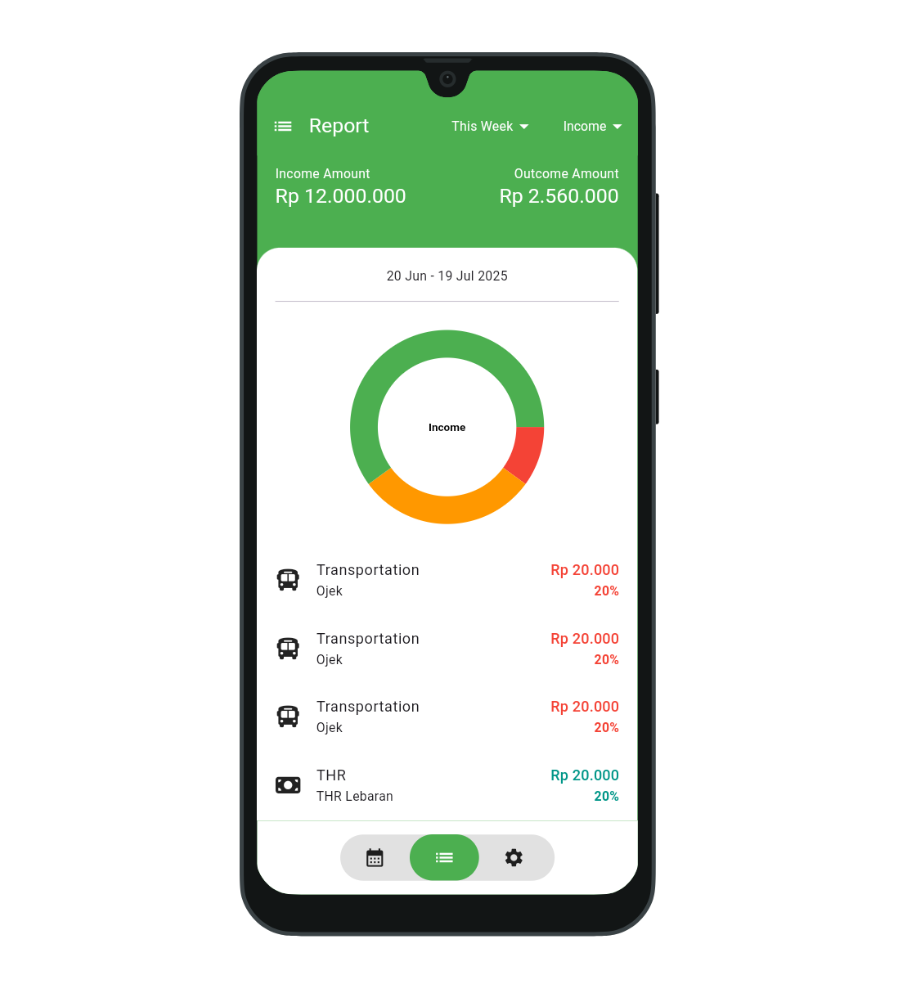 Report This Week Income
Income Amount Outcome Amount
Rp 12.000.000 Rp 2.560.000
20 Jun - 19 Jul 2025
Income
Transportation Rp 20.000
Ojek 20%
Transportation Rp 20.000
Ojek 20%
Transportation Rp 20.000
Ojek 20%
THR Rp 20.000
THR Lebaran 20%